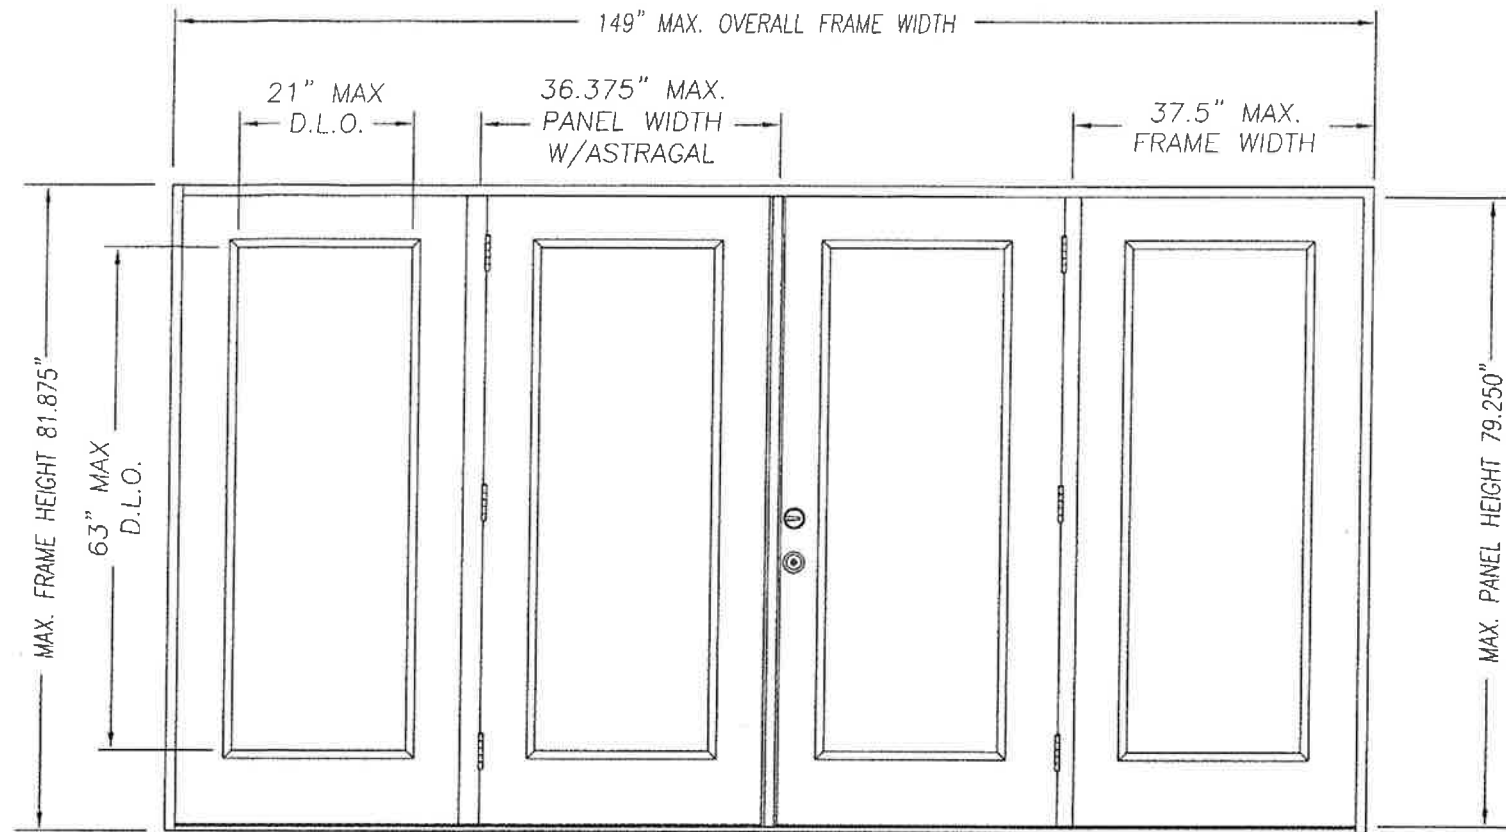 149" MAX. OVERALL FRAME WIDTH
21" MAX
D.L.O.
36.375" MAX.
PANEL WIDTH
W/ASTRAGAL
37.5" MAX.
FRAME WIDTH
MAX. FRAME HEIGHT 81.875"
63" MAX
D.L.O.
MAX. PANEL HEIGHT 79.250"